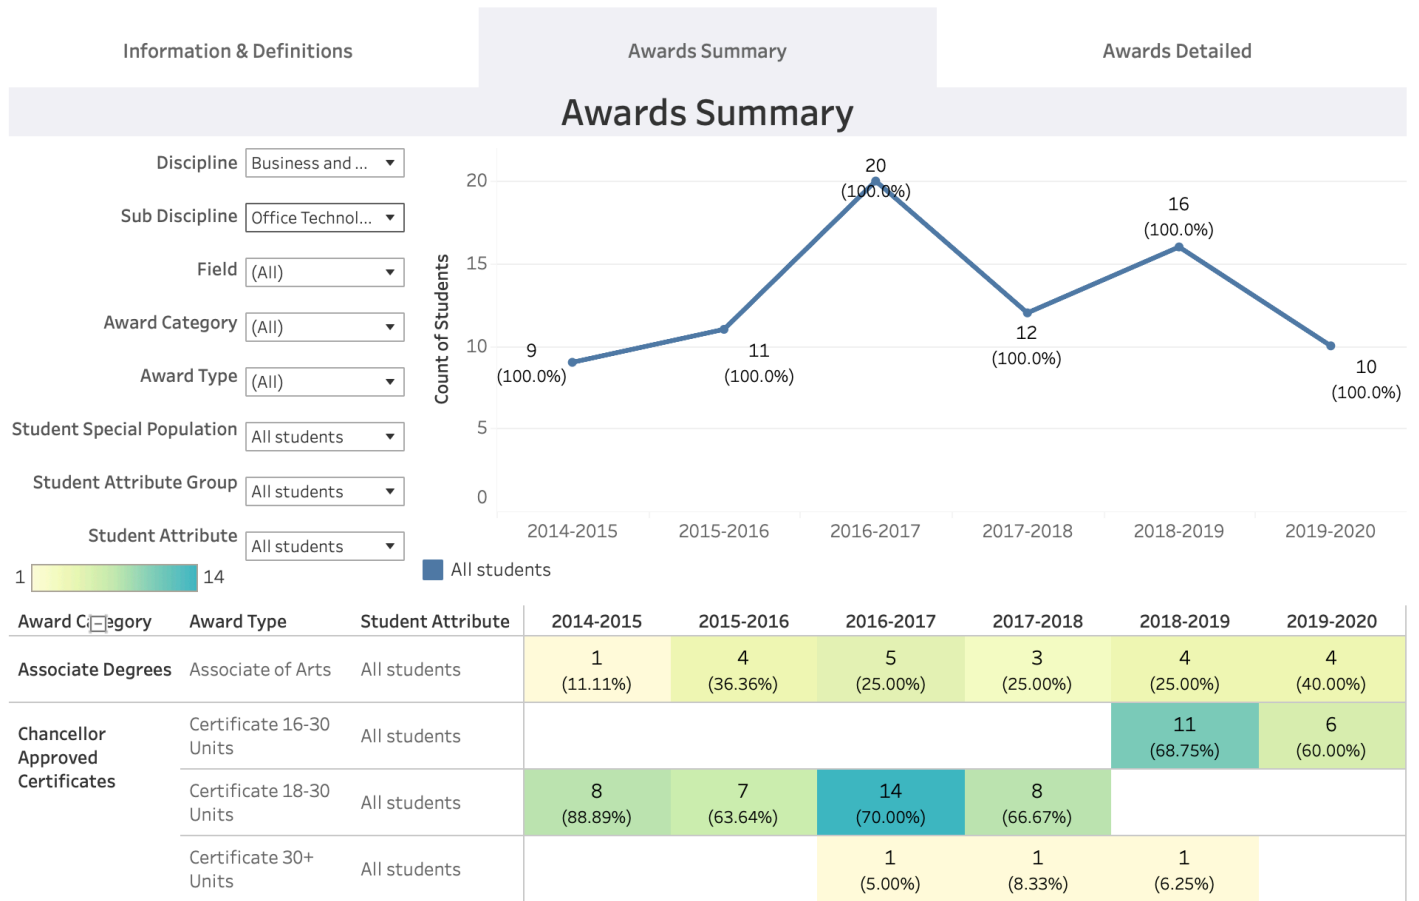 Information & Definitions
Awards Summary
Awards Detailed
Awards Summary
Discipline
Business and ...
Sub Discipline
Office Technol...
Field
(All)
Award Category
(All)
Award Type
(All)
Student Special Population
All students
Student Attribute Group
All students
Student Attribute
All students
1
14
Count of Students
20
15
10
5
0
9
(100.0%)
11
(100.0%)
20
(100.0%)
12
(100.0%)
16
(100.0%)
10
(100.0%)
2014-2015
2015-2016
2016-2017
2017-2018
2018-2019
2019-2020
All students
Award Type
Student Attribute
2014-2015
2015-2016
2016-2017
2017-2018
2018-2019
2019-2020
Associate Degrees
Associate of Arts
All students
1
(11.11%)
4
(36.36%)
5
(25.00%)
3
(25.00%)
4
(25.00%)
4
(40.00%)
Chancellor
Approved
Certificates
Certificate 16-30
Units
All students
11
(68.75%)
6
(60.00%)
Certificate 18-30
Units
All students
8
(88.89%)
7
(63.64%)
14
(70.00%)
8
(66.67%)
Certificate 30+
Units
All students
1
(5.00%)
1
(8.33%)
1
(6.25%)